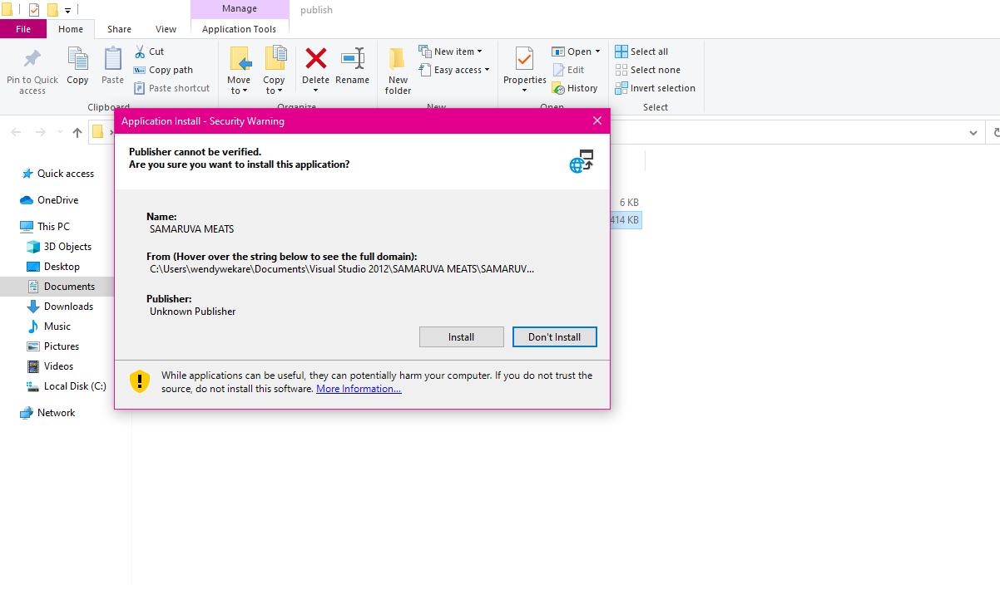 Manage
publish
File
Home
Share
View
Application Tools
Pin to Quick access
Copy
Paste
Cut
Copy path
Paste shortcut
Clipboard
Move to
Copy to
Delete
Rename
Organize
New folder
New item
Easy access
New
Properties
Open
Edit
History
Open
Select all
Select none
Invert selection
Select
Application Install - Security Warning
Publisher cannot be verified.
Are you sure you want to install this application?
Name:
SAMARUVA MEATS
From (Hover over the string below to see the full domain):
C:\Users\wendywekare\Documents\Visual Studio 2012\SAMARUVA MEATS\SAMARUV...
Publisher:
Unknown Publisher
Install
Don't Install
While applications can be useful, they can potentially harm your computer. If you do not trust the
source, do not install this software. More Information...
Quick access
OneDrive
This PC
3D Objects
Desktop
Documents
Downloads
Music
Pictures
Videos
Local Disk (C:)
Network
6 KB
414 KB